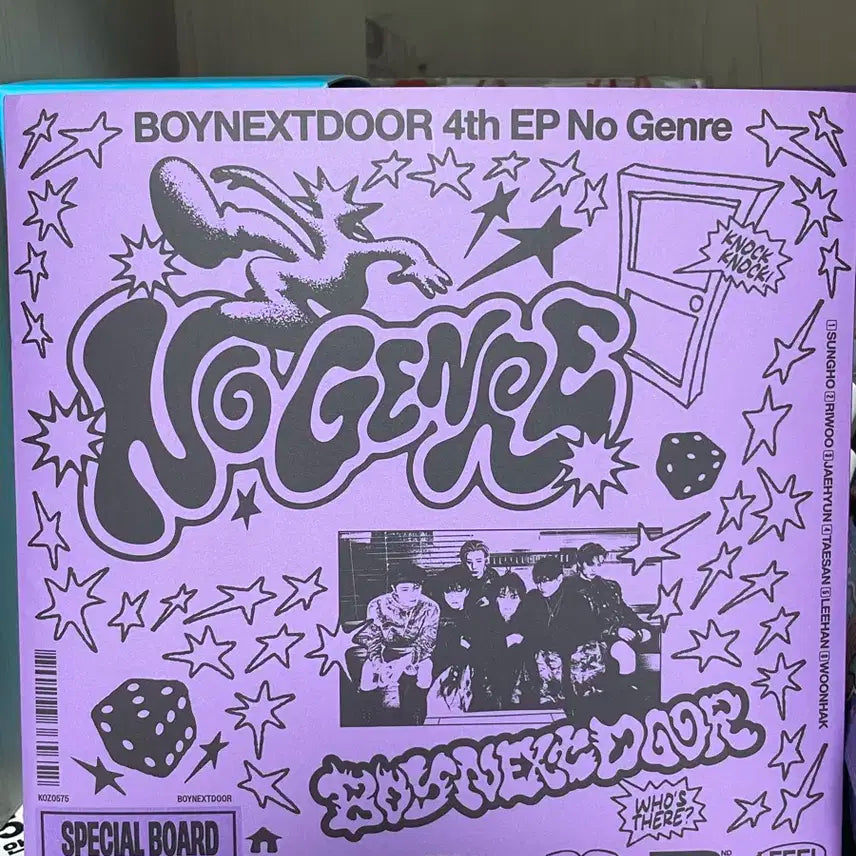 BOYNEXTDOOR 4th EP No Genre
KNOCK
KNOCK!
NO GENRE
1 SUNGHO 2 RIWOO 3 JAEHYUN 4 TAESAN 5 LEEHAN 6 WOONHAK
BOYNEXTDOOR
WHO'S
THERE?
KOZ0575
BOYNEXTDOOR
SPECIAL BOARD
ND